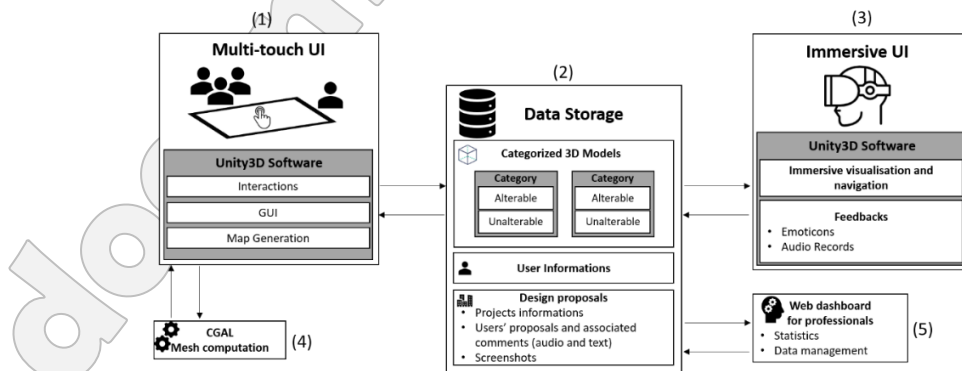 (1)
Multi-touch UI
Unity3D Software
Interactions
GUI
Map Generation
CGAL
Mesh computation
(4)
(2)
Data Storage
Categorized 3D Models
Category
Alterable
Unalterable
Category
Alterable
Unalterable
User Informations
Design proposals
• Projects informations
• Users' proposals and associated
comments (audio and text)
• Screenshots
(3)
Immersive UI
Unity3D Software
Immersive visualisation and
navigation
Feedbacks
• Emoticons
• Audio Records
Web dashboard
for professionals
• Statistics
• Data management
(5)